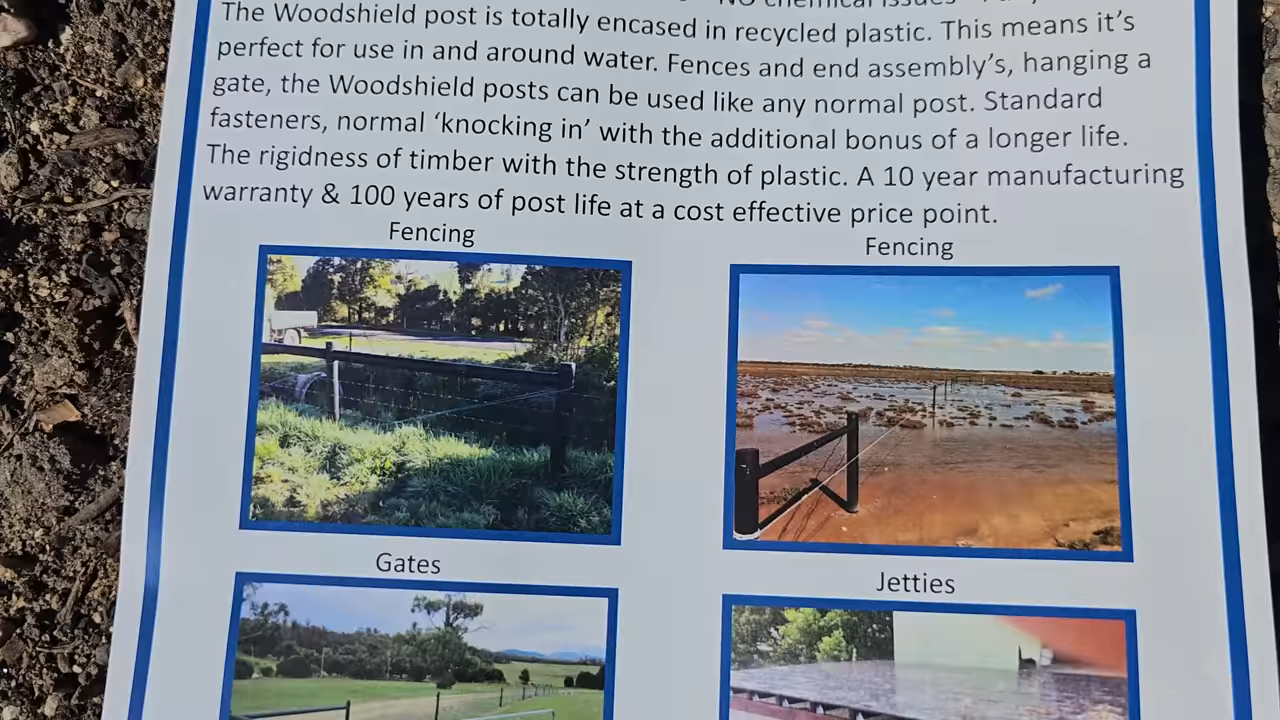 NO chemical issues
The Woodshield post is totally encased in recycled plastic. This means it’s
perfect for use in and around water. Fences and end assembly’s, hanging a
gate, the Woodshield posts can be used like any normal post. Standard
fasteners, normal ‘knocking in’ with the additional bonus of a longer life.
The rigidness of timber with the strength of plastic. A 10 year manufacturing
warranty & 100 years of post life at a cost effective price point.
Fencing
Fencing
Gates
Jetties